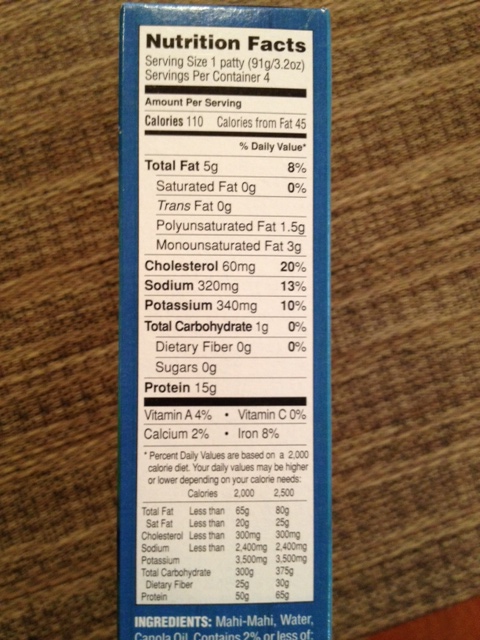 Nutrition Facts
Serving Size 1 patty (91g/3.2oz)
Servings Per Container 4
Amount Per Serving
Calories 110 Calories from Fat 45
% Daily Value*
Total Fat 5g 8%
Saturated Fat 0g 0%
Trans Fat 0g
Polyunsaturated Fat 1.5g
Monounsaturated Fat 3g
Cholesterol 60mg 20%
Sodium 320mg 13%
Potassium 340mg 10%
Total Carbohydrate 1g 0%
Dietary Fiber 0g 0%
Sugars 0g
Protein 15g
Vitamin A 4% • Vitamin C 0%
Calcium 2% • Iron 8%
* Percent Daily Values are based on a 2,000
calorie diet. Your daily values may be higher
or lower depending on your calorie needs:
Calories 2,000 2,500
Total Fat Less than 65g 80g
Sat Fat Less than 20g 25g
Cholesterol Less than 300mg 300mg
Sodium Less than 2,400mg 2,400mg
Potassium 3,500mg 3,500mg
Total Carbohydrate 300g 375g
Dietary Fiber 25g 30g
Protein 50g 65g
INGREDIENTS: Mahi-Mahi, Water,
Canola Oil, Contains 2% or less of: